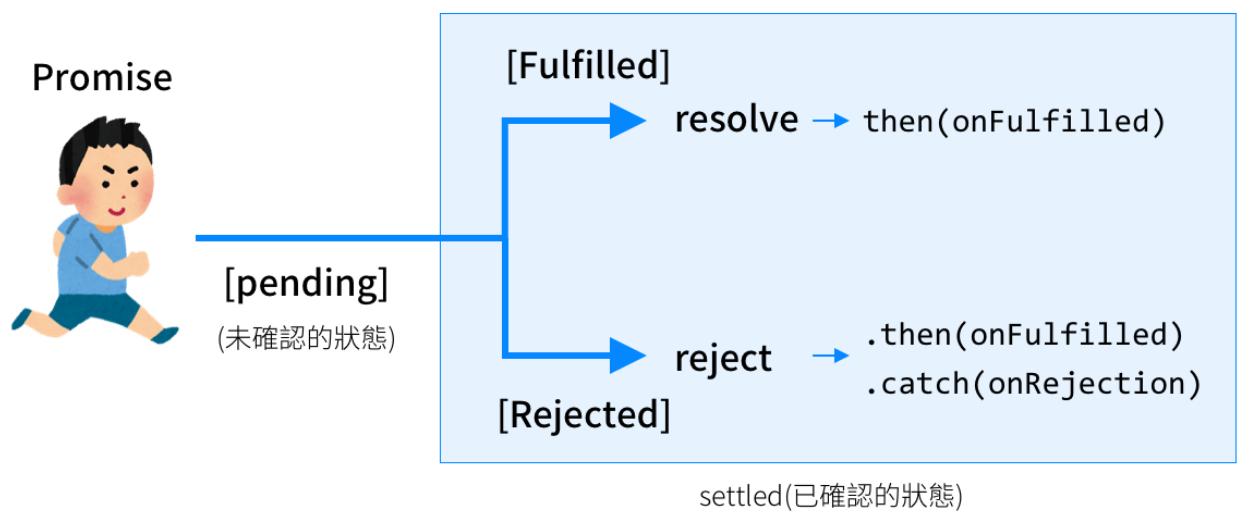 Promise
[pending]
(未確認的狀態)
[Fulfilled]
resolve
then(onFulfilled)
reject
.then(onFulfilled)
.catch(onRejection)
[Rejected]
settled(已確認的狀態)